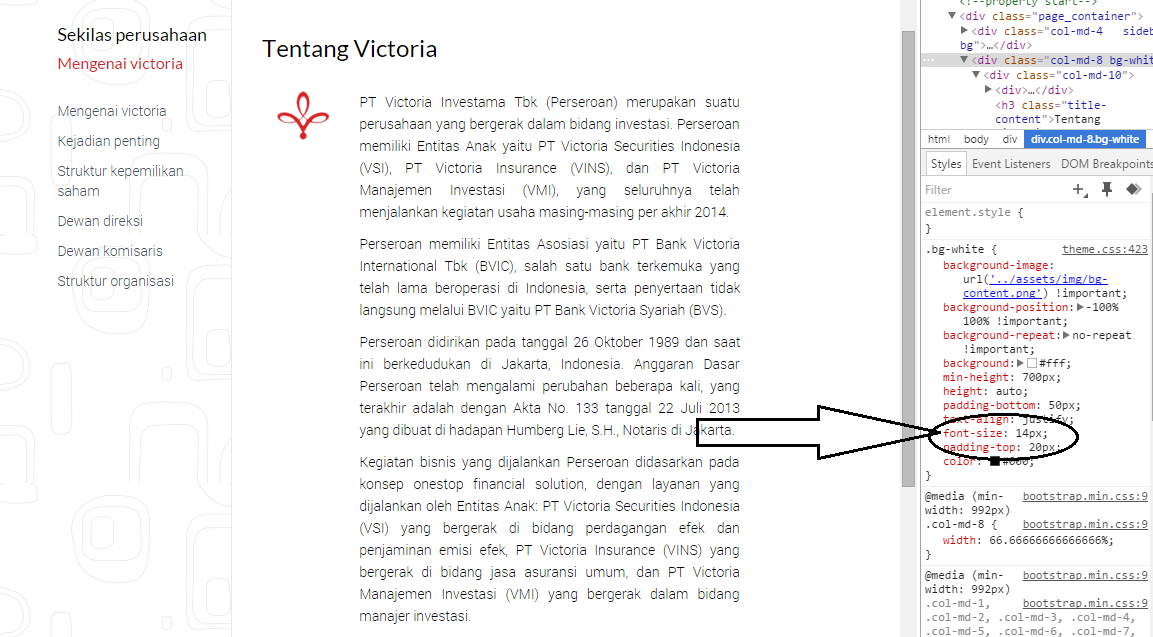 Sekilas perusahaan
Mengenai victoria
Mengenai victoria
Kejadian penting
Struktur kepemilikan
saham
Dewan direksi
Dewan komisaris
Struktur organisasi
Tentang Victoria
PT Victoria Investama Tbk (Perseroan) merupakan suatu
perusahaan yang bergerak dalam bidang investasi. Perseroan
memiliki Entitas Anak yaitu PT Victoria Securities Indonesia
(VSI), PT Victoria Insurance (VINS), dan PT Victoria
Manajemen Investasi (VMI), yang seluruhnya telah
menjalankan kegiatan usaha masing-masing per akhir 2014.
Perseroan memiliki Entitas Asosiasi yaitu PT Bank Victoria
International Tbk (BVIC), salah satu bank terkemuka yang
telah lama beroperasi di Indonesia, serta penyertaan tidak
langsung melalui BVIC yaitu PT Bank Victoria Syariah (BVS).
Perseroan didirikan pada tanggal 26 Oktober 1989 dan saat
ini berkedudukan di Jakarta, Indonesia. Anggaran Dasar
Perseroan telah mengalami perubahan beberapa kali, yang
terakhir adalah dengan Akta No. 133 tanggal 22 Juli 2013
yang dibuat di hadapan Humberg Lie, S.H., Notaris di Jakarta.
Kegiatan bisnis yang dijalankan Perseroan didasarkan pada
konsep onestop financial solution, dengan layanan yang
dijalankan oleh Entitas Anak: PT Victoria Securities Indonesia
(VSI) yang bergerak di bidang perdagangan efek dan
penjaminan emisi efek, PT Victoria Insurance (VINS) yang
bergerak di bidang jasa asuransi umum, dan PT Victoria
Manajemen Investasi (VMI) yang bergerak dalam bidang
manajer investasi.
<!--property start-->
<div class="page_container">
<div class="col-md-4 sideb
bg">…</div>
<div class="col-md-8 bg-whit
<div class="col-md-10">
<div>…</div>
<h3 class="title-
content">Tentang
html body div div.col-md-8.bg-white
Styles Event Listeners DOM Breakpoints
Filter
element.style {
}
.bg-white { theme.css:423
background-image:
url('../assets/img/bg-
content.png') !important;
background-position: -100%
100% !important;
background-repeat: no-repeat
!important;
background: #fff;
min-height: 700px;
height: auto;
padding-bottom: 50px;
text-align: justify;
font-size: 14px;
padding-top: 20px;
color: #000;
}
@media (min- bootstrap.min.css:9
width: 992px)
.col-md-8 { bootstrap.min.css:9
width: 66.66666666666666%;
}
@media (min- bootstrap.min.css:9
width: 992px)
.col-md-1, bootstrap.min.css:9
.col-md-2, .col-md-3, .col-md-4,
.col-md-5, .col-md-6, .col-md-7,